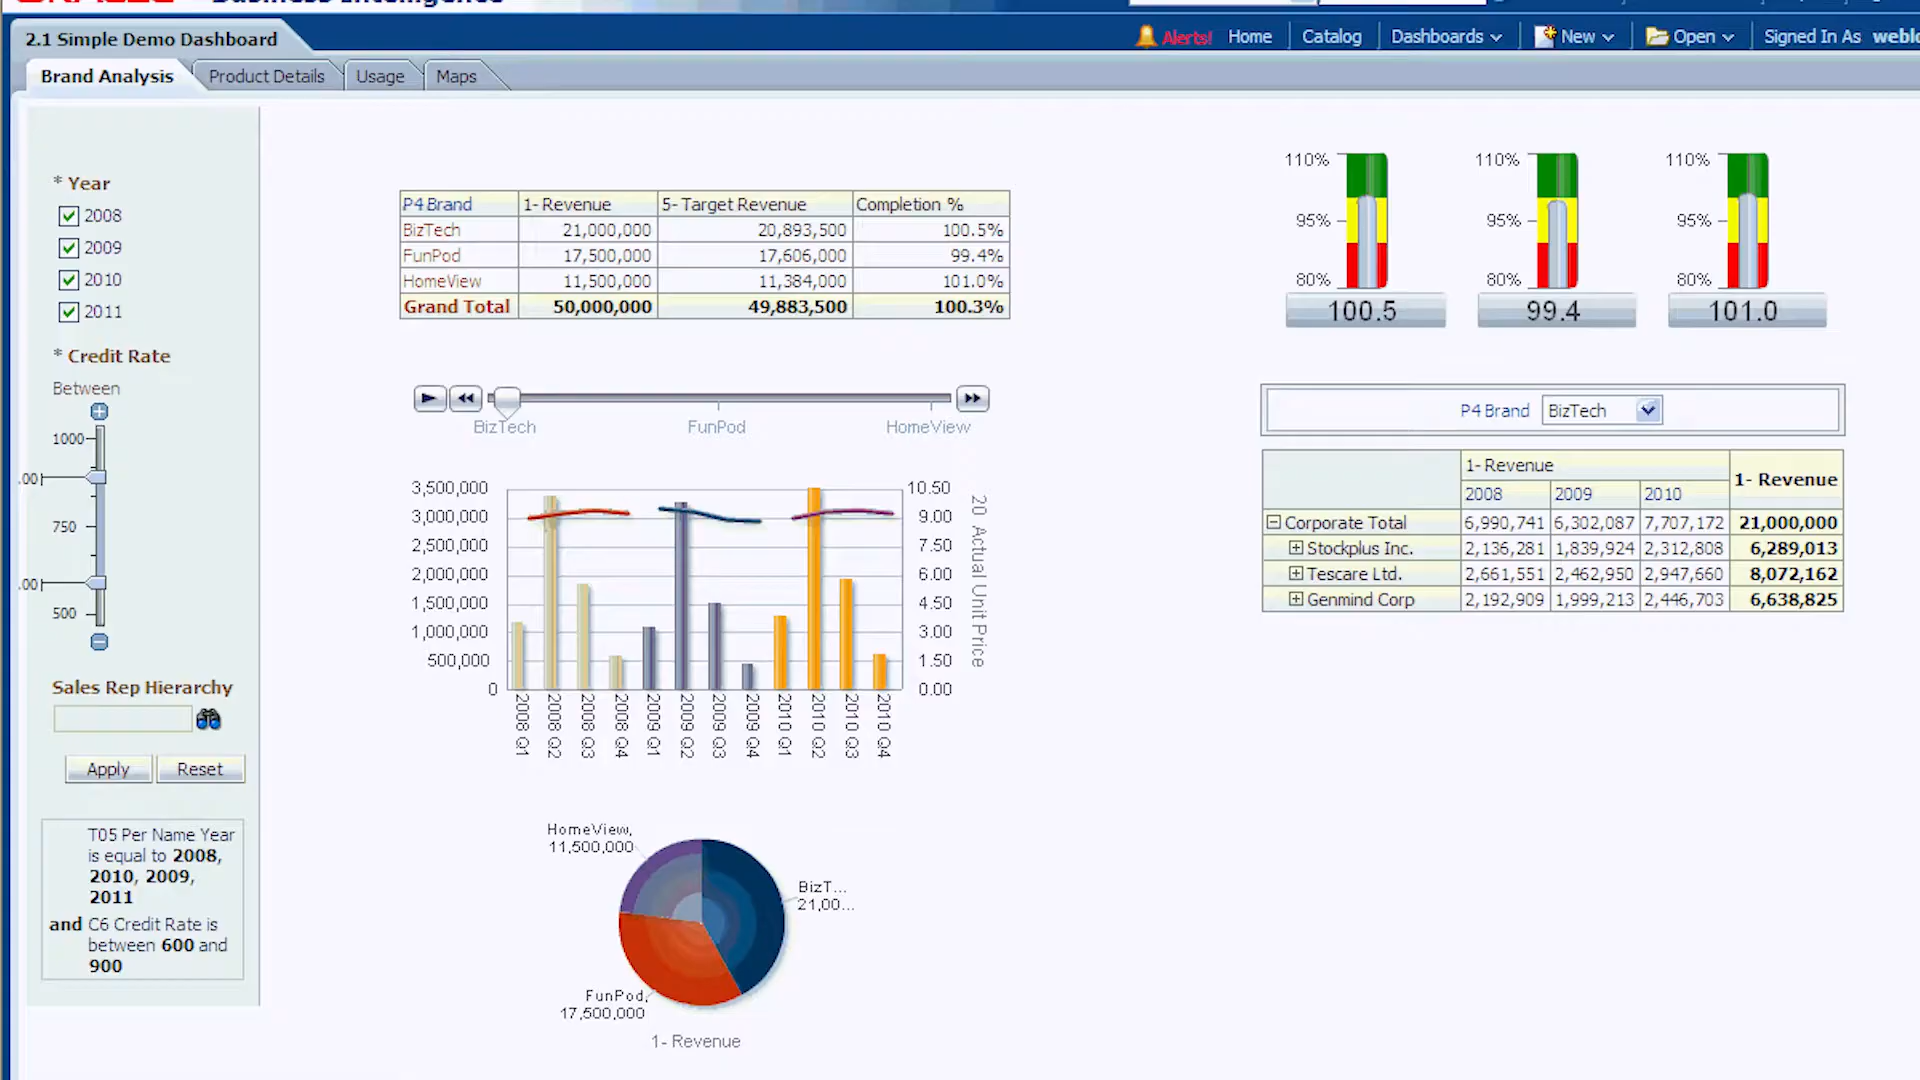 ORACLE Business Intelligence
2.1 Simple Demo Dashboard
Alerts! Home Catalog Dashboards New Open Signed In As weblo
Brand Analysis Product Details Usage Maps
* Year
2008
2009
2010
2011
* Credit Rate
Between
1000
.00
750
.00
500
Sales Rep Hierarchy
Apply Reset
T05 Per Name Year
is equal to 2008,
2010, 2009,
2011
and C6 Credit Rate is
between 600 and
900
P4 Brand 1- Revenue 5- Target Revenue Completion %
BizTech 21,000,000 20,893,500 100.5%
FunPod 17,500,000 17,606,000 99.4%
HomeView 11,500,000 11,384,000 101.0%
Grand Total 50,000,000 49,883,500 100.3%
BizTech FunPod HomeView
3,500,000 10.50
3,000,000 9.00
2,500,000 7.50
2,000,000 6.00
1,500,000 4.50
1,000,000 3.00
500,000 1.50
0 0.00
20 Actual Unit Price
2008 Q1
2008 Q2
2008 Q3
2008 Q4
2009 Q1
2009 Q2
2009 Q3
2009 Q4
2010 Q1
2010 Q2
2010 Q3
2010 Q4
HomeView,
11,500,000
BizT...
21,00...
FunPod,
17,500,000
1- Revenue
110% 110% 110%
95% 95% 95%
80% 80% 80%
100.5 99.4 101.0
P4 Brand BizTech
1- Revenue 1- Revenue
2008 2009 2010
Corporate Total 6,990,741 6,302,087 7,707,172 21,000,000
Stockplus Inc. 2,136,281 1,839,924 2,312,808 6,289,013
Tescare Ltd. 2,661,551 2,462,950 2,947,660 8,072,162
Genmind Corp 2,192,909 1,999,213 2,446,703 6,638,825